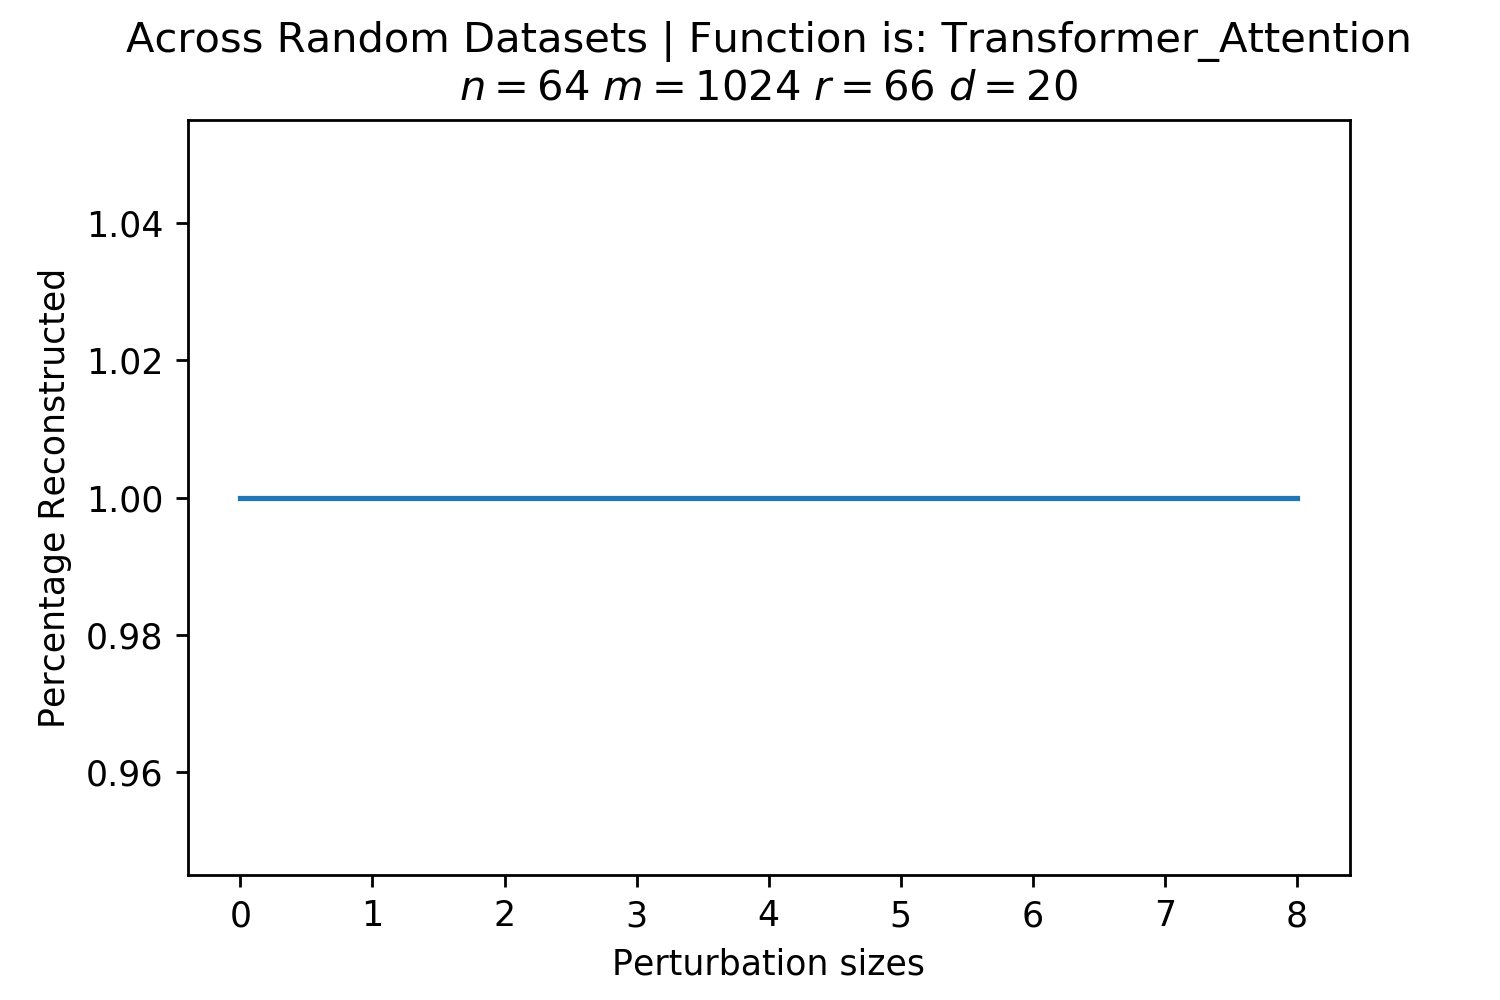 Across Random Datasets | Function is: Transformer_Attention
n = 64 m = 1024 r = 66 d = 20
Percentage Reconstructed
1.04
1.02
1.00
0.98
0.96
0 1 2 3 4 5 6 7 8
Perturbation sizes